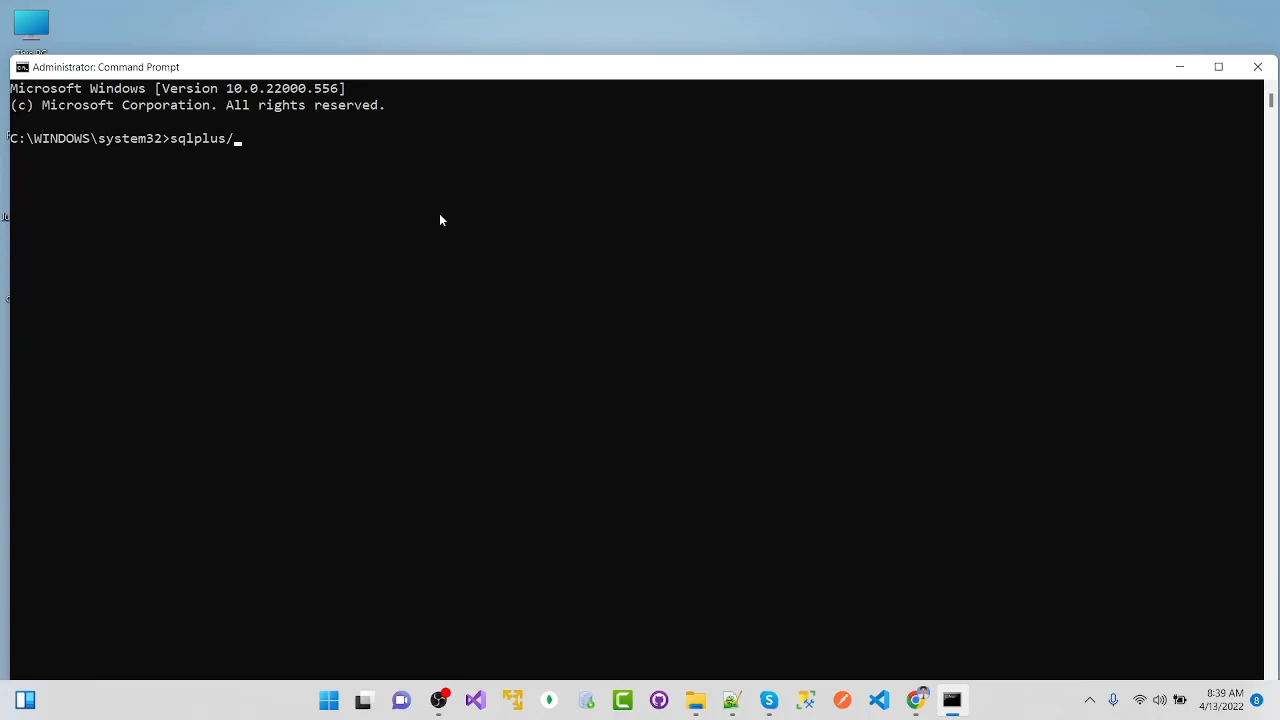 Administrator: Command Prompt
Microsoft Windows [Version 10.0.22000.556]
(c) Microsoft Corporation. All rights reserved.
C:\WINDOWS\system32>sqlplus/
8:39 AM
4/13/2022
8